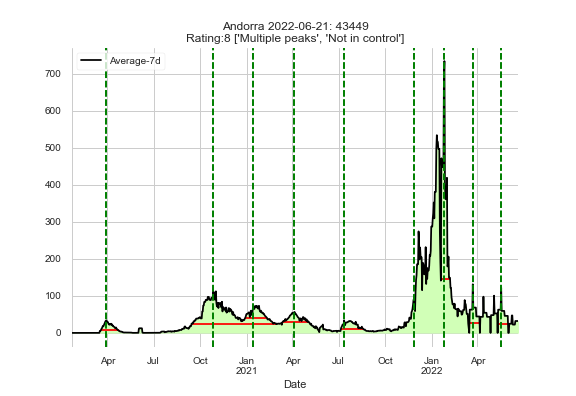 Andorra 2022-06-21: 43449
Rating:8 ['Multiple peaks', 'Not in control']
Average-7d
700
600
500
400
300
200
100
0
Apr Jul Oct Jan Apr Jul Oct Jan Apr
2021 2022
Date